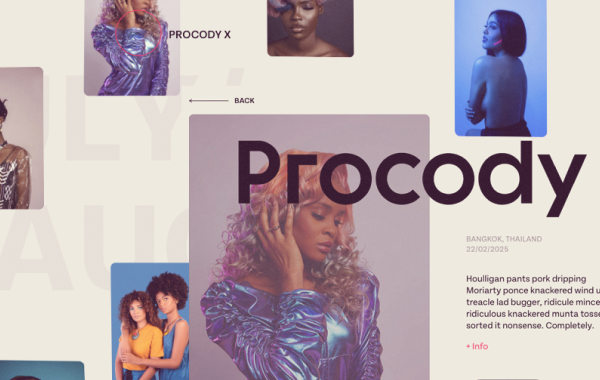 PROCODY X
BACK
Procody
BANGKOK, THAILAND
22/02/2025
Houlligan pants pork dripping
Moriarty ponce knackered wind u
treacle lad bugger, ridicule mince
ridiculous knackered munta tosse
sorted it nonsense. Completely.
+ Info
ULY '
AUG